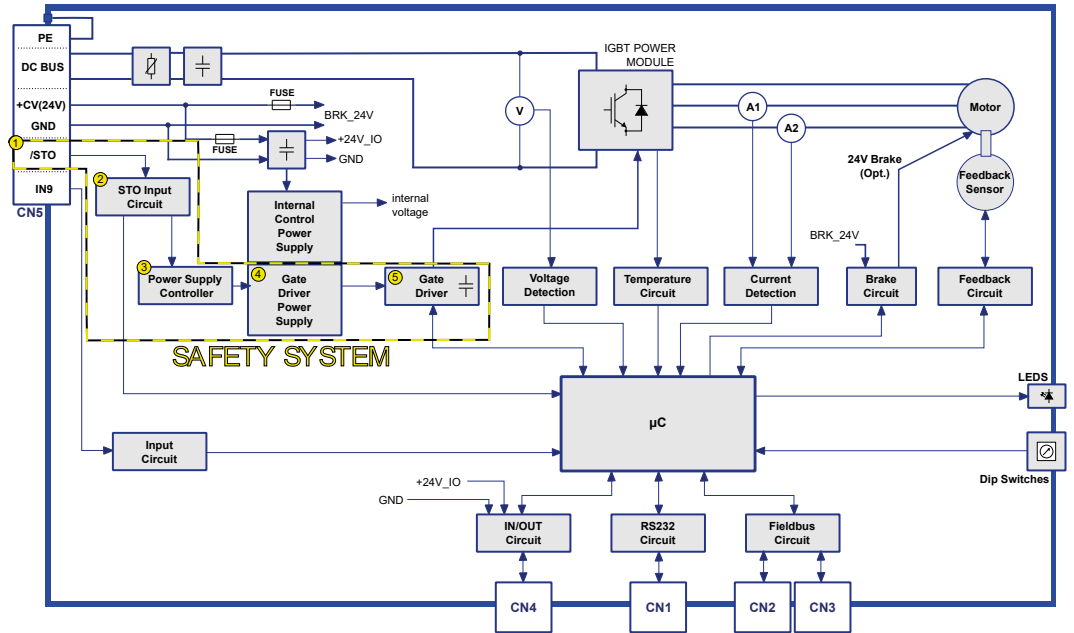 PE
DC BUS
+CV(24V)
GND
1
/STO
IN9
CN5
FUSE
BRK_24V
FUSE
+24V_IO
GND
2
STO Input
Circuit
Internal
Control
Power
Supply
internal
voltage
3
Power Supply
Controller
4
Gate
Driver
Power
Supply
5
Gate
Driver
SAFETY SYSTEM
V
IGBT POWER
MODULE
A1
A2
Motor
24V Brake
(Opt.)
Feedback
Sensor
BRK_24V
Voltage
Detection
Temperature
Circuit
Current
Detection
Brake
Circuit
Feedback
Circuit
µC
LEDS
Dip Switches
Input
Circuit
+24V_IO
GND
IN/OUT
Circuit
RS232
Circuit
Fieldbus
Circuit
CN4
CN1
CN2
CN3